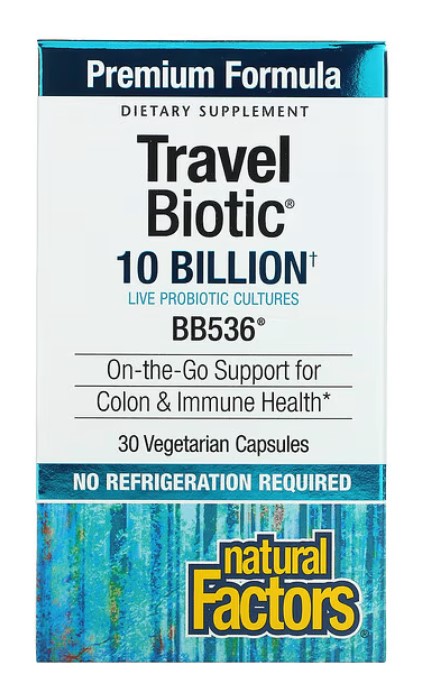 Premium Formula
DIETARY SUPPLEMENT
Travel
Biotic®
10 BILLION†
LIVE PROBIOTIC CULTURES
BB536®
On-the-Go Support for
Colon & Immune Health*
30 Vegetarian Capsules
NO REFRIGERATION REQUIRED
natural
Factors®